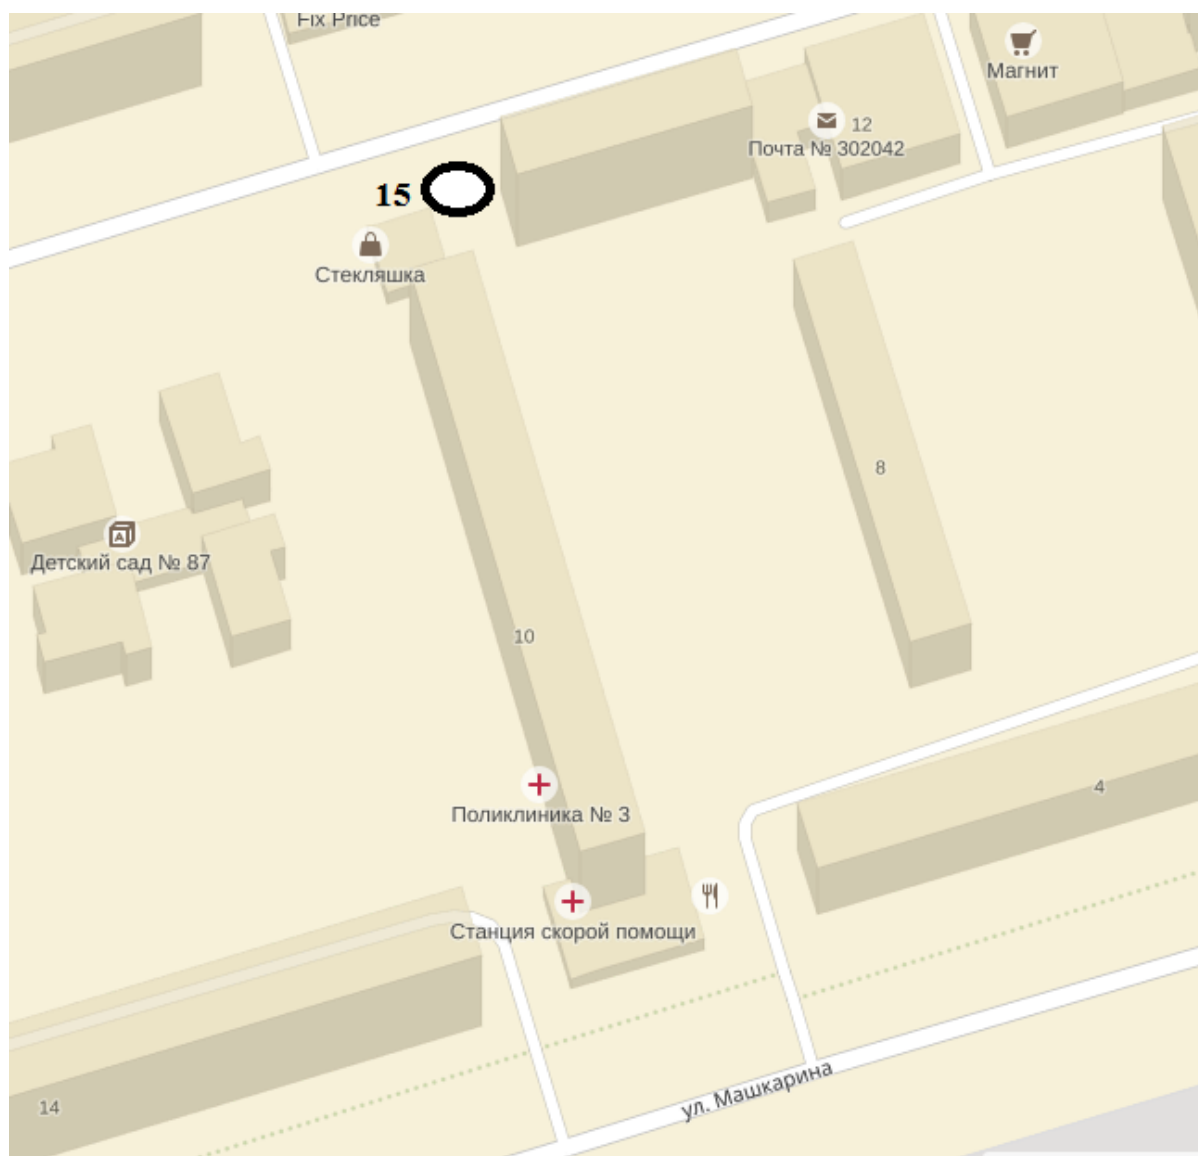 Fix Price
Магнит
12
Почта № 302042
15
Стекляшка
8
Детский сад № 87
10
4
Поликлиника № 3
Станция скорой помощи
ул. Машкарина
14